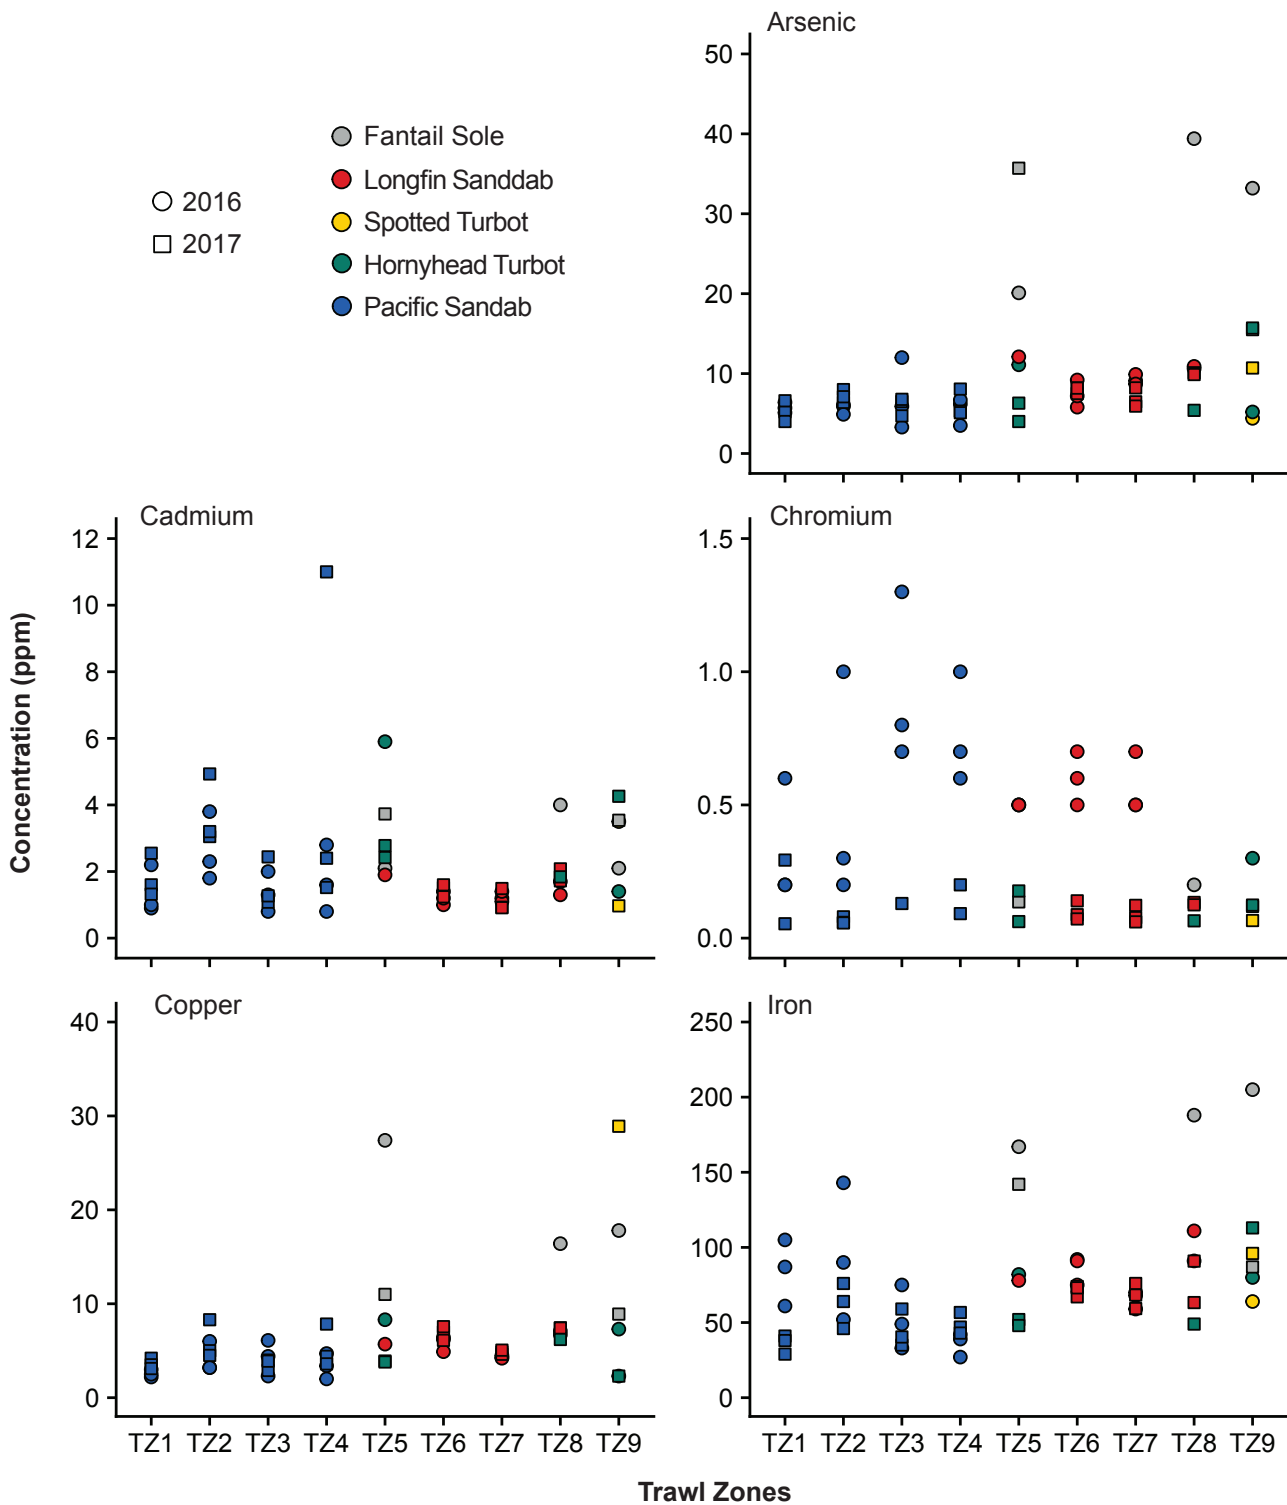 Arsenic
50
40
30
20
10
0
2016
2017
Fantail Sole
Longfin Sanddab
Spotted Turbot
Hornyhead Turbot
Pacific Sandab
Concentration (ppm)
Cadmium
12
10
8
6
4
2
0
Chromium
1.5
1.0
0.5
0.0
Copper
40
30
20
10
0
Iron
250
200
150
100
50
0
TZ1 TZ2 TZ3 TZ4 TZ5 TZ6 TZ7 TZ8 TZ9
TZ1 TZ2 TZ3 TZ4 TZ5 TZ6 TZ7 TZ8 TZ9
Trawl Zones